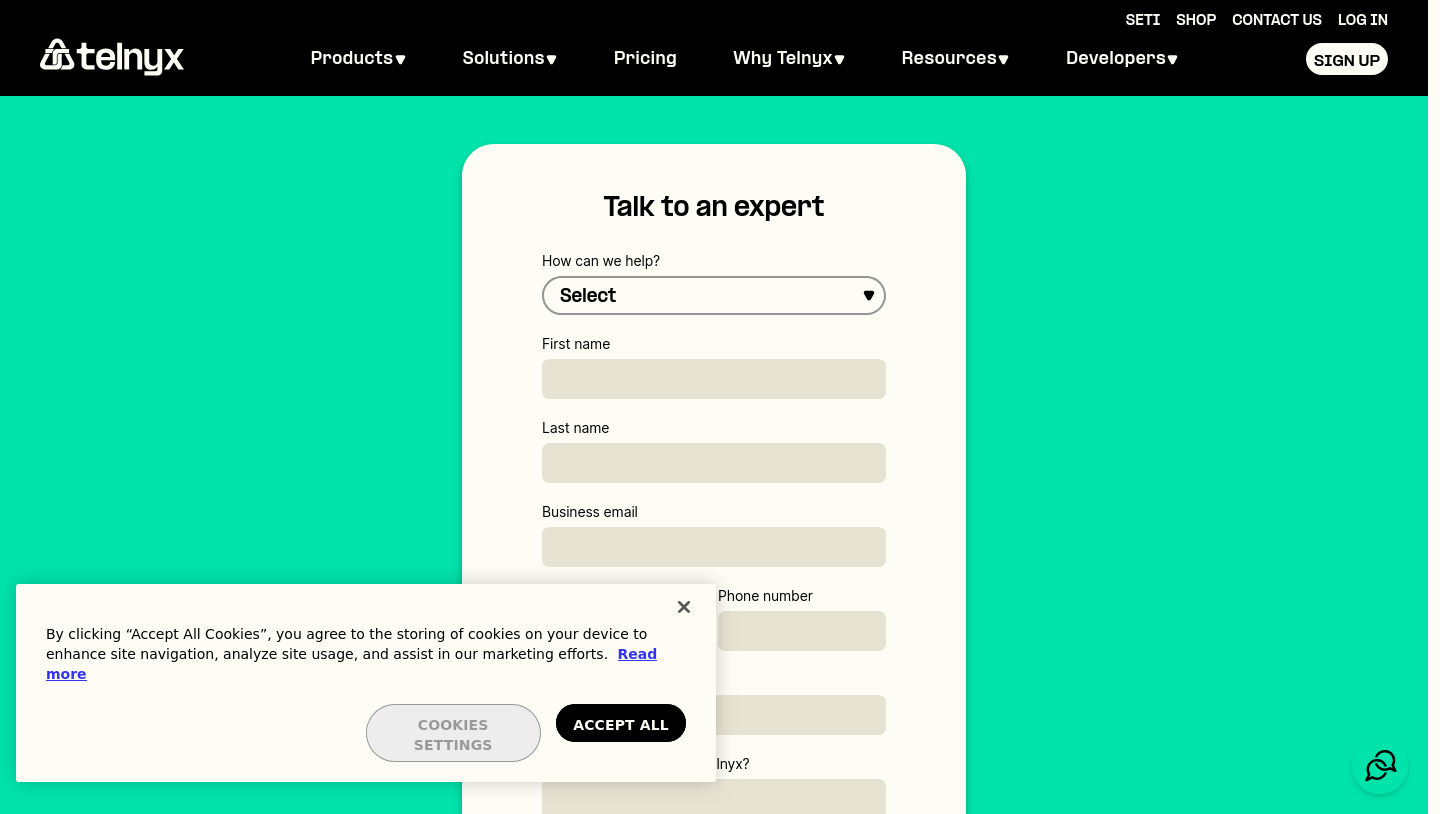 SETI SHOP CONTACT US LOG IN
telnyx Products Solutions Pricing Why Telnyx Resources Developers SIGN UP
Talk to an expert
How can we help?
Select
First name
Last name
Business email
Phone number
lnyx?
By clicking “Accept All Cookies”, you agree to the storing of cookies on your device to
enhance site navigation, analyze site usage, and assist in our marketing efforts. Read
more
COOKIES
SETTINGS
ACCEPT ALL